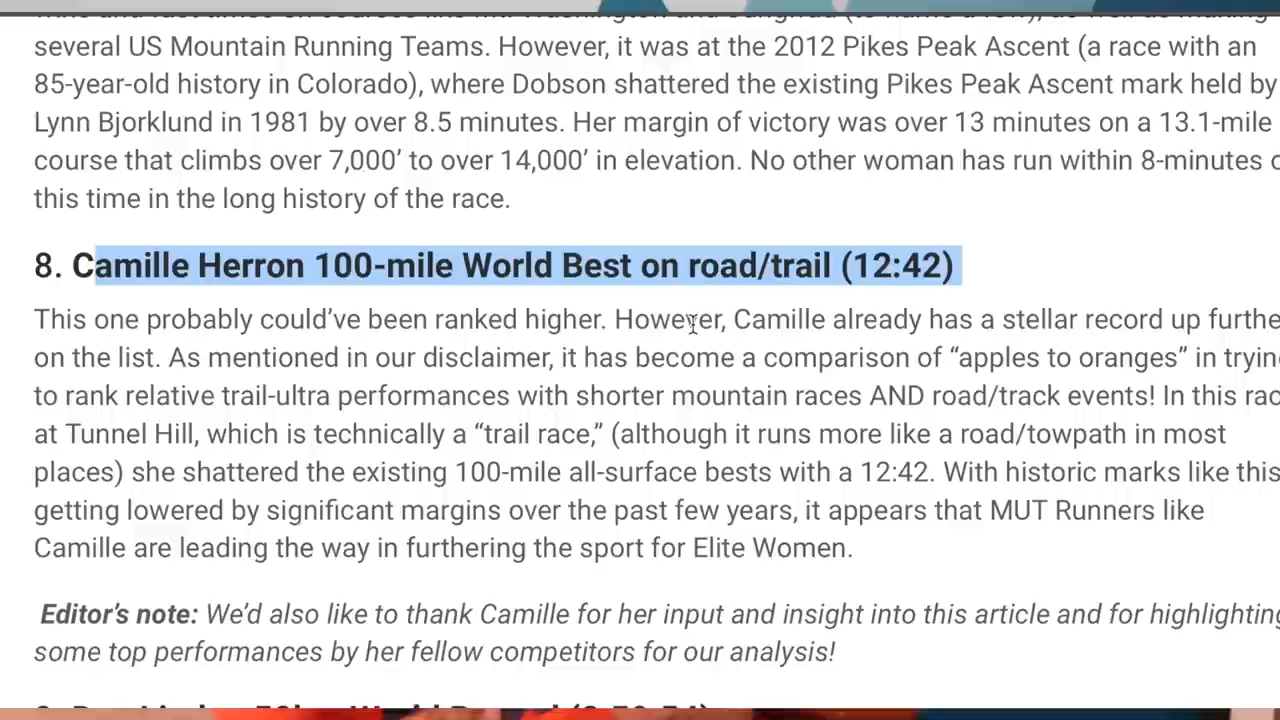 several US Mountain Running Teams. However, it was at the 2012 Pikes Peak Ascent (a race with an
85-year-old history in Colorado), where Dobson shattered the existing Pikes Peak Ascent mark held by
Lynn Bjorklund in 1981 by over 8.5 minutes. Her margin of victory was over 13 minutes on a 13.1-mile
course that climbs over 7,000’ to over 14,000’ in elevation. No other woman has run within 8-minutes
this time in the long history of the race.
8. Camille Herron 100-mile World Best on road/trail (12:42)
This one probably could’ve been ranked higher. However, Camille already has a stellar record up
on the list. As mentioned in our disclaimer, it has become a comparison of “apples to oranges” in
to rank relative trail-ultra performances with shorter mountain races AND road/track events! In this
at Tunnel Hill, which is technically a “trail race,” (although it runs more like a road/towpath in most
places) she shattered the existing 100-mile all-surface bests with a 12:42. With historic marks like this
getting lowered by significant margins over the past few years, it appears that MUT Runners like
Camille are leading the way in furthering the sport for Elite Women.
Editor’s note: We’d also like to thank Camille for her input and insight into this article and for highlighting
some top performances by her fellow competitors for our analysis!